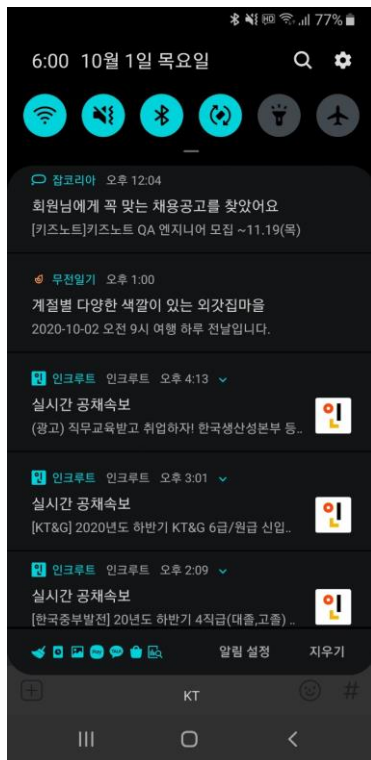 HD 77%
6:00 10월 1일 목요일
잡코리아 오후 12:04
회원님에게 꼭 맞는 채용공고를 찾았어요
[키즈노트]키즈노트 QA 엔지니어 모집 ~11.19(목)
무전일기 오후 1:00
계절별 다양한 색깔이 있는 외갓집마을
2020-10-02 오전 9시 여행 하루 전날입니다.
인크루트 인크루트 오후 4:13
실시간 공채속보
(광고) 직무교육받고 취업하자! 한국생산성본부 등..
인크루트 인크루트 오후 3:01
실시간 공채속보
[KT&G] 2020년도 하반기 KT&G 6급/원급 신입..
인크루트 인크루트 오후 2:09
실시간 공채속보
[한국중부발전] 20년도 하반기 4직급(대졸,고졸) ..
알림 설정 지우기
KT